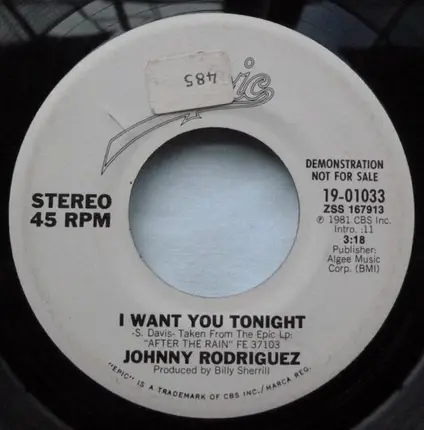 Epic
485
STEREO
45 RPM
DEMONSTRATION
NOT FOR SALE
19-01033
ZSS 167913
℗ 1981 CBS Inc.
Intro. :11
3:18
Publisher:
Algee Music
Corp. (BMI)
I WANT YOU TONIGHT
-S. Davis- Taken From The Epic Lp:
"AFTER THE RAIN" FE 37103
JOHNNY RODRIGUEZ
Produced by Billy Sherrill
"EPIC" IS A TRADEMARK OF CBS INC./MARCA REG.